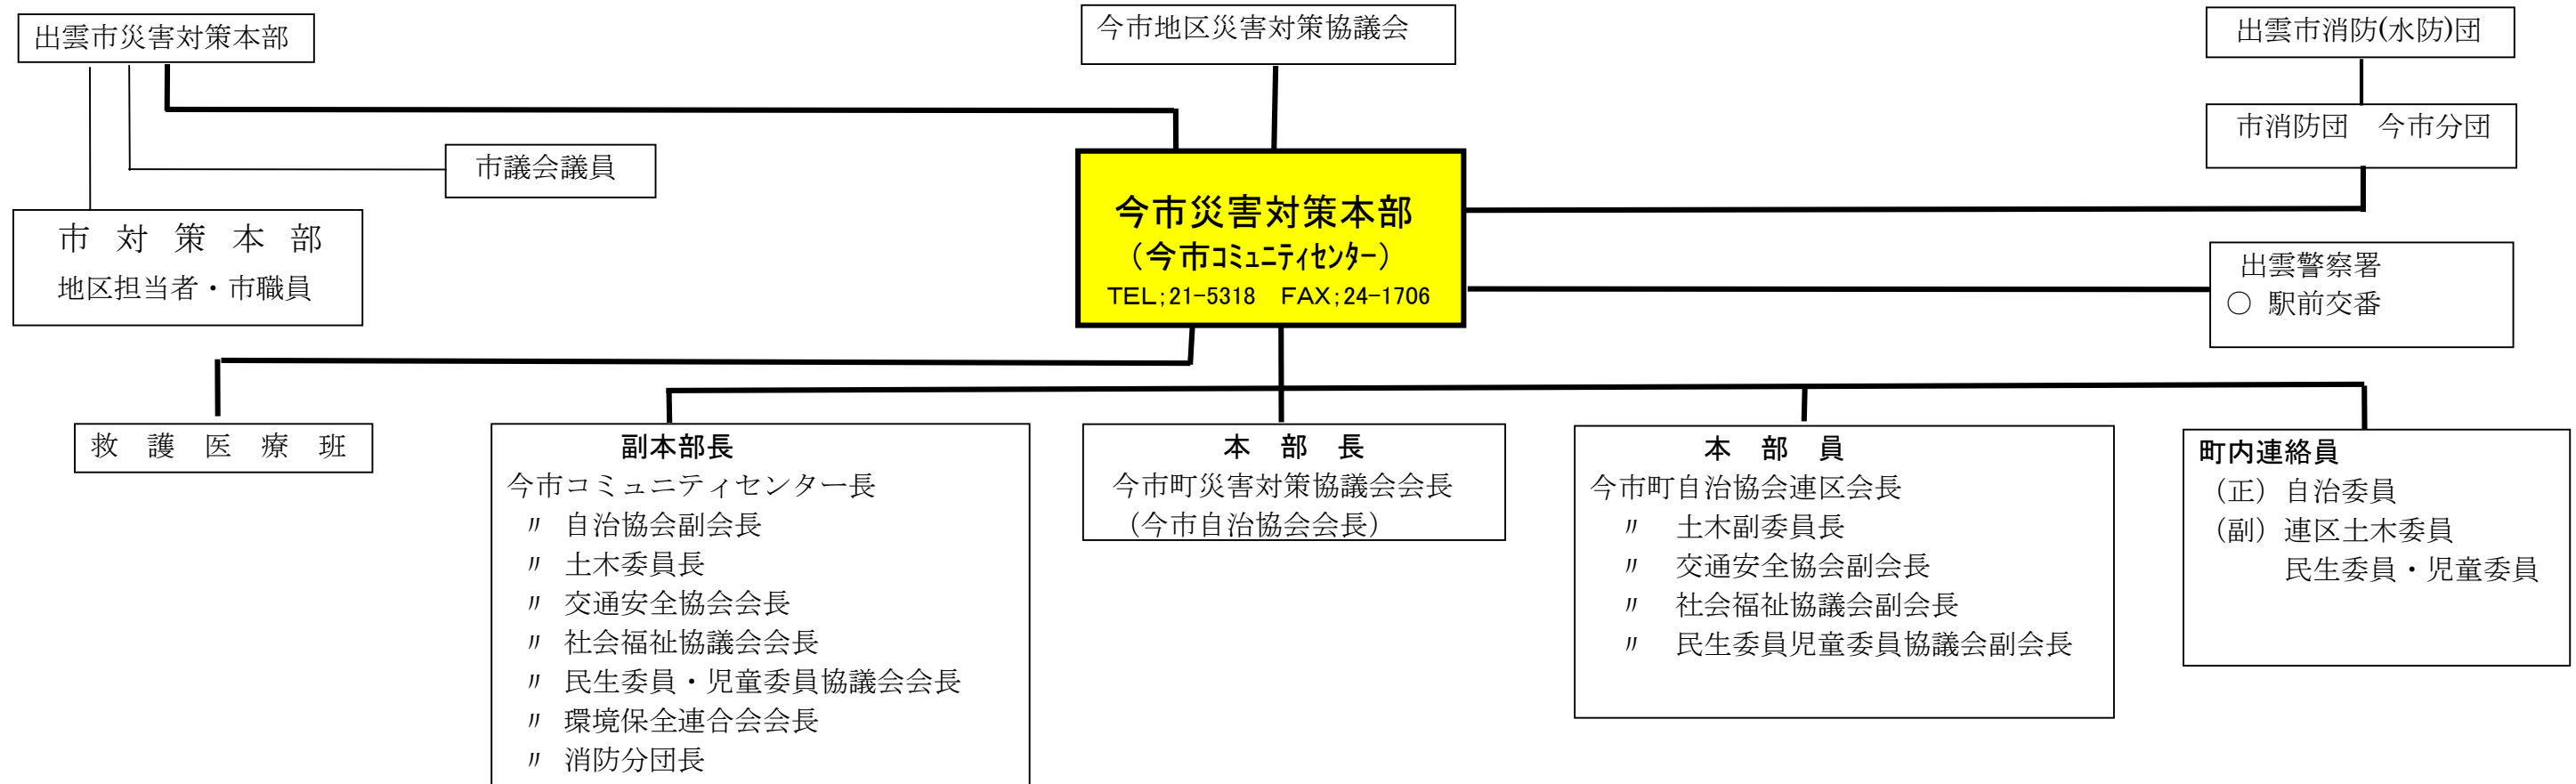 出雲市災害対策本部
今市地区災害対策協議会
出雲市消防(水防)団
市消防団　今市分団
市議会議員
今市災害対策本部
（今市ｺﾐｭﾆﾃｨｾﾝﾀｰ）
TEL;21-5318　FAX;24-1706
市　対　策　本　部
地区担当者・市職員
出雲警察署
○ 駅前交番
救　護　医　療　班
副本部長
今市コミュニティセンター長
〃　自治協会副会長
〃　土木委員長
〃　交通安全協会会長
〃　社会福祉協議会会長
〃　民生委員・児童委員協議会会長
〃　環境保全連合会会長
〃　消防分団長
本　部　長
今市町災害対策協議会会長
（今市自治協会会長）
本　部　員
今市町自治協会連区会長
〃　土木副委員長
〃　交通安全協会副会長
〃　社会福祉協議会副会長
〃　民生委員児童委員協議会副会長
町内連絡員
（正）自治委員
（副）連区土木委員
民生委員・児童委員